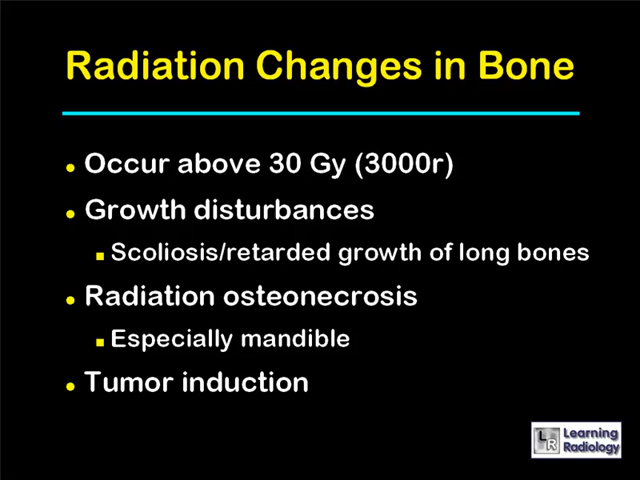 Radiation Changes in Bone
Occur above 30 Gy (3000r)
Growth disturbances
Scoliosis/retarded growth of long bones
Radiation osteonecrosis
Especially mandible
Tumor induction
LR Learning
Radiology